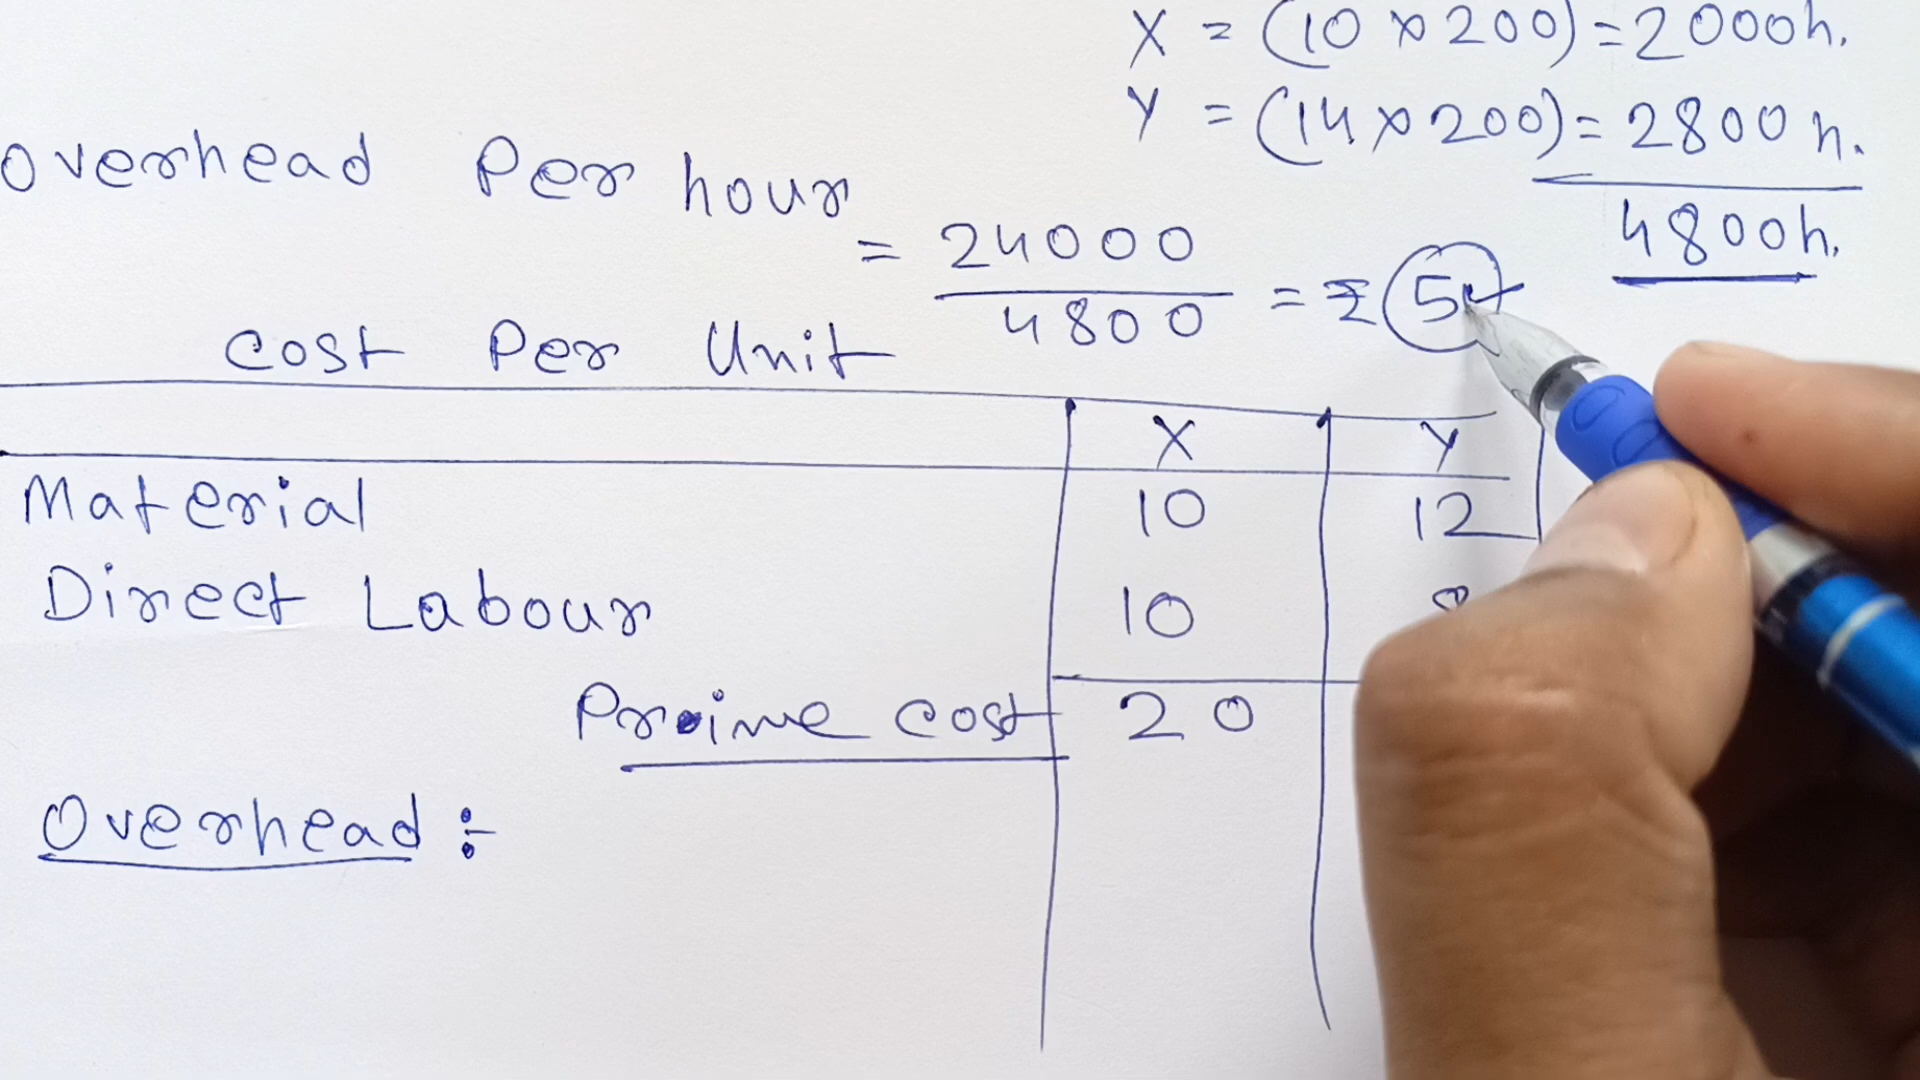 X = (10 × 200) = 2000h.
Y = (14 × 200) = 2800h.
4800h.
Overhead Per hour
= 24000 / 4800 = ₹ 5
Cost Per Unit
X Y
Material 10 12
Direct Labour 10
Prime cost 20
Overhead :-